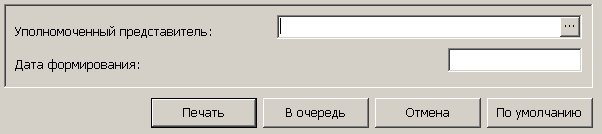 Уполномоченный представитель:
...
Дата формирования:
Печать В очередь Отмена По умолчанию